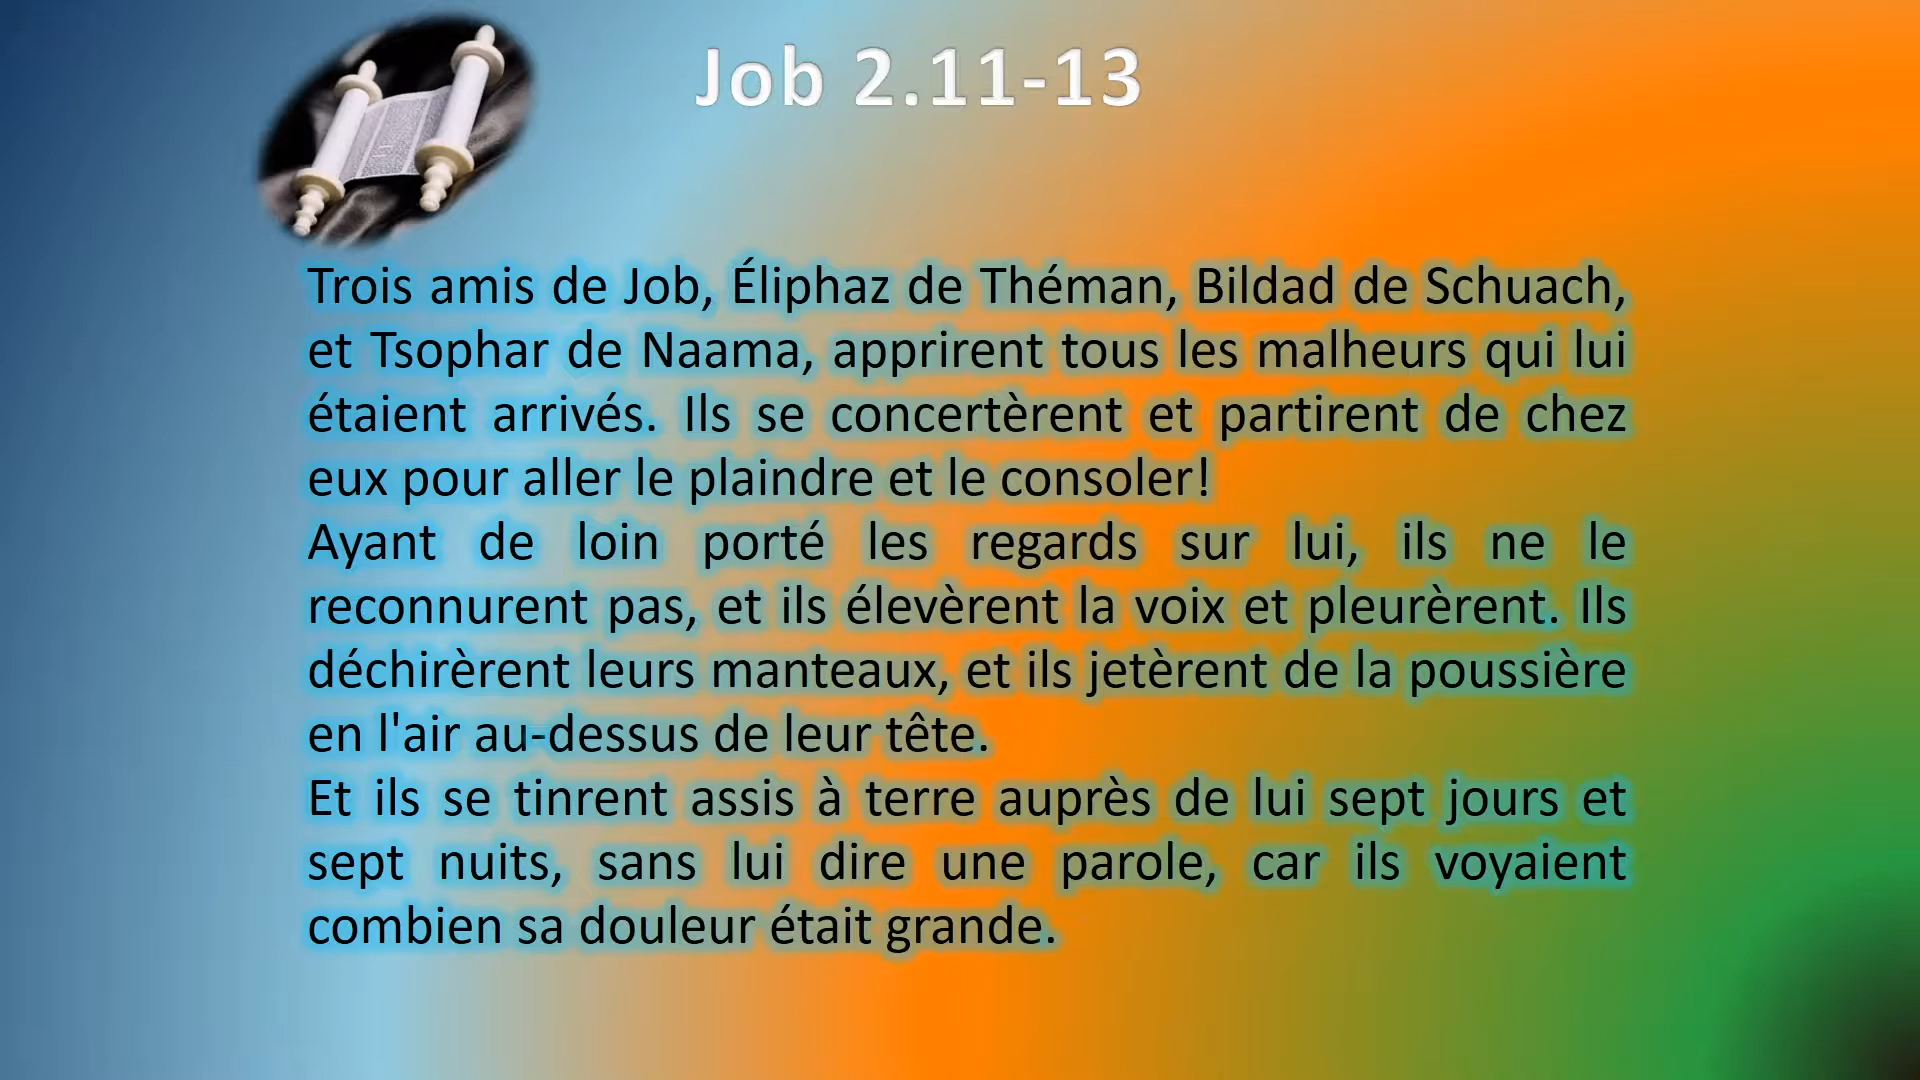 Job 2.11-13
Trois amis de Job, Éliphaz de Théman, Bildad de Schuach,
et Tsophar de Naama, apprirent tous les malheurs qui lui
étaient arrivés. Ils se concertèrent et partirent de chez
eux pour aller le plaindre et le consoler!
Ayant de loin porté les regards sur lui, ils ne le
reconnurent pas, et ils élevèrent la voix et pleurèrent. Ils
déchirèrent leurs manteaux, et ils jetèrent de la poussière
en l'air au-dessus de leur tête.
Et ils se tinrent assis à terre auprès de lui sept jours et
sept nuits, sans lui dire une parole, car ils voyaient
combien sa douleur était grande.